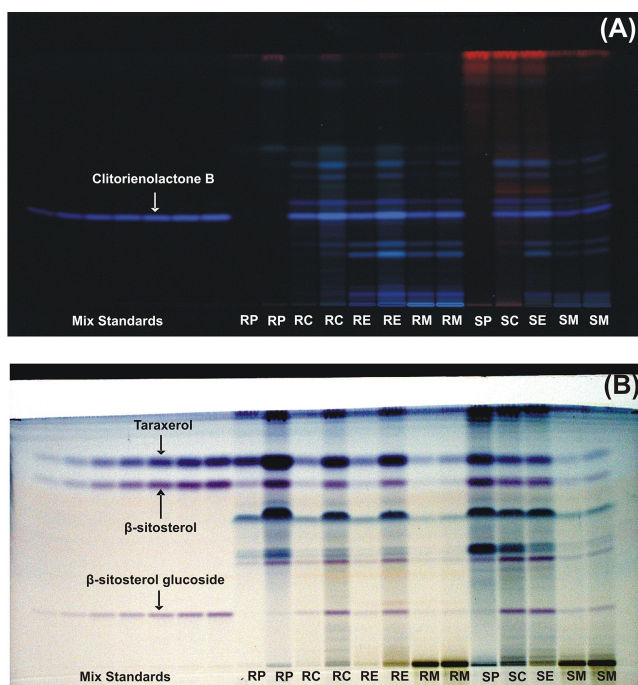 (A)
Clitorienolactone B
Mix Standards RP RP RC RC RE RE RM RM SP SC SE SM SM
(B)
Taraxerol
β-sitosterol
β-sitosterol glucoside
Mix Standards RP RP RC RC RE RE RM RM SP SC SE SM SM